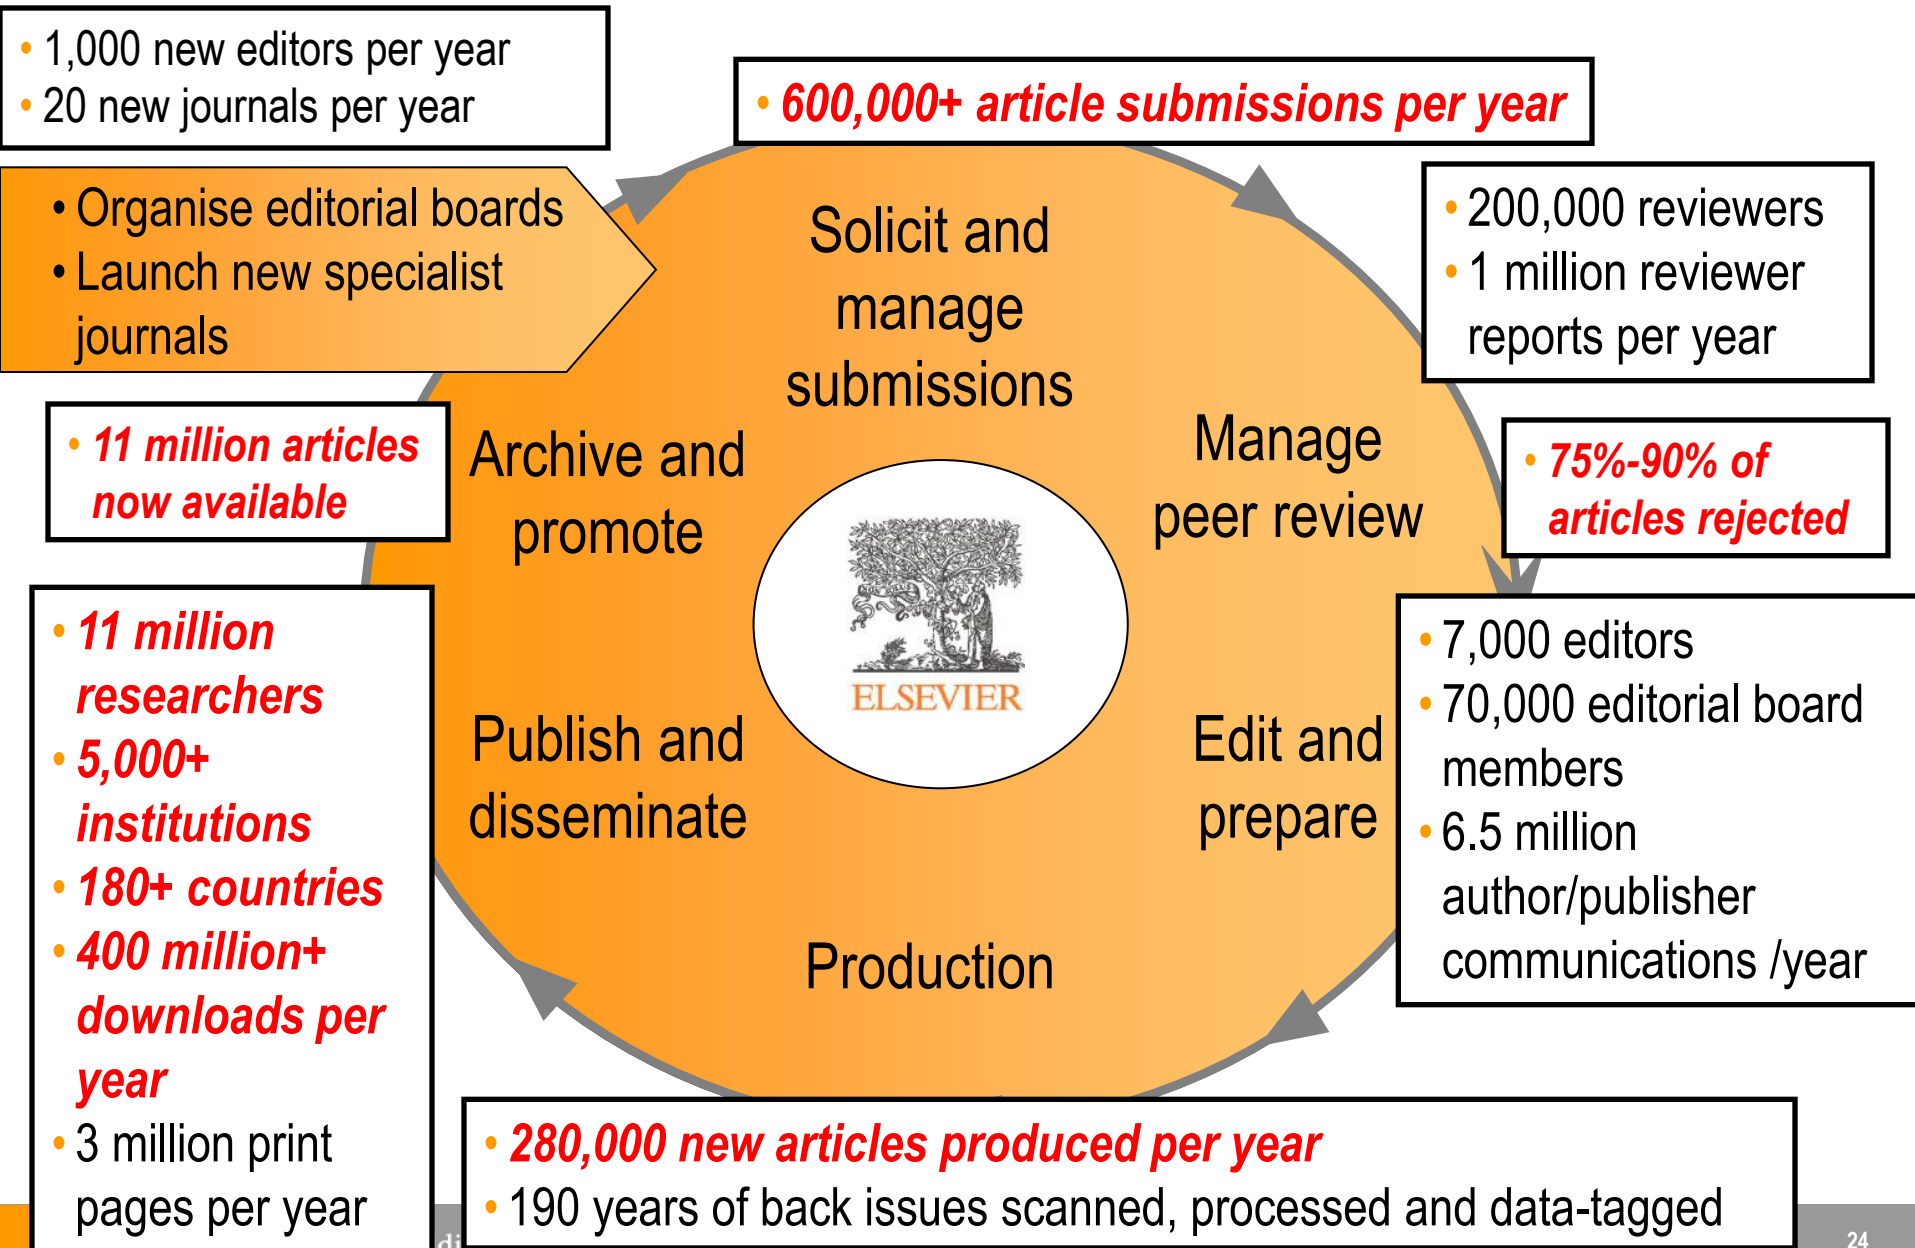 • 1,000 new editors per year
• 20 new journals per year
• 600,000+ article submissions per year
• Organise editorial boards
• Launch new specialist
journals
• 200,000 reviewers
• 1 million reviewer
reports per year
Solicit and
manage
submissions
• 11 million articles
now available
Archive and
promote
Manage
peer review
• 75%-90% of
articles rejected
ELSEVIER
• 11 million
researchers
• 5,000+
institutions
• 180+ countries
• 400 million+
downloads per
year
• 3 million print
pages per year
Publish and
disseminate
Edit and
prepare
• 7,000 editors
• 70,000 editorial board
members
• 6.5 million
author/publisher
communications /year
Production
• 280,000 new articles produced per year
• 190 years of back issues scanned, processed and data-tagged
24